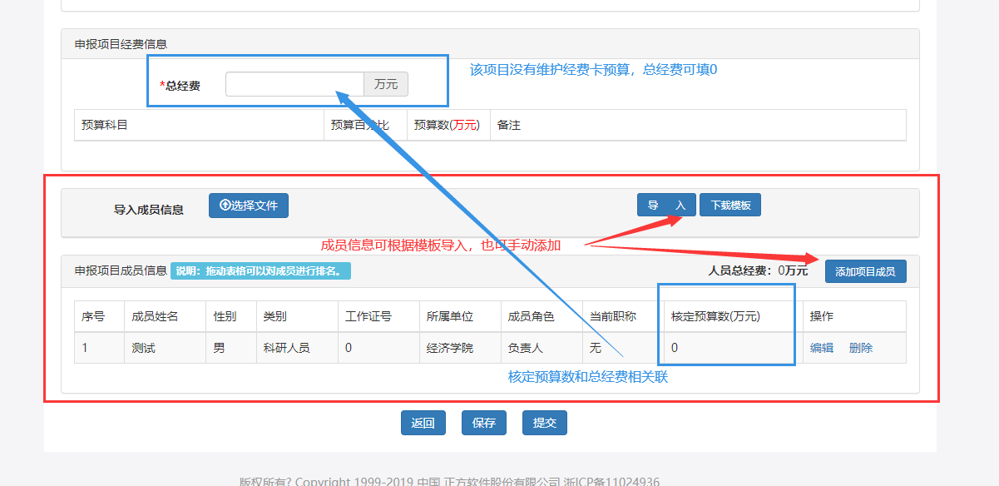 申报项目经费信息
*总经费 万元 该项目没有维护经费卡预算，总经费可填0
预算科目 预算百分比 预算数(万元) 备注
导入成员信息 选择文件 导 入 下载模板
成员信息可根据模板导入，也可手动添加
申报项目成员信息 说明：拖动表格可以对成员进行排名。 人员总经费：0万元 添加项目成员
序号 成员姓名 性别 类别 工作证号 所属单位 成员角色 当前职称 核定预算数(万元) 操作
1 测试 男 科研人员 0 经济学院 负责人 无 0 编辑 删除
核定预算数和总经费相关联
返回 保存 提交
版权所有? Copyright 1999-2019 中国 正方软件股份有限公司 浙ICP备11024936